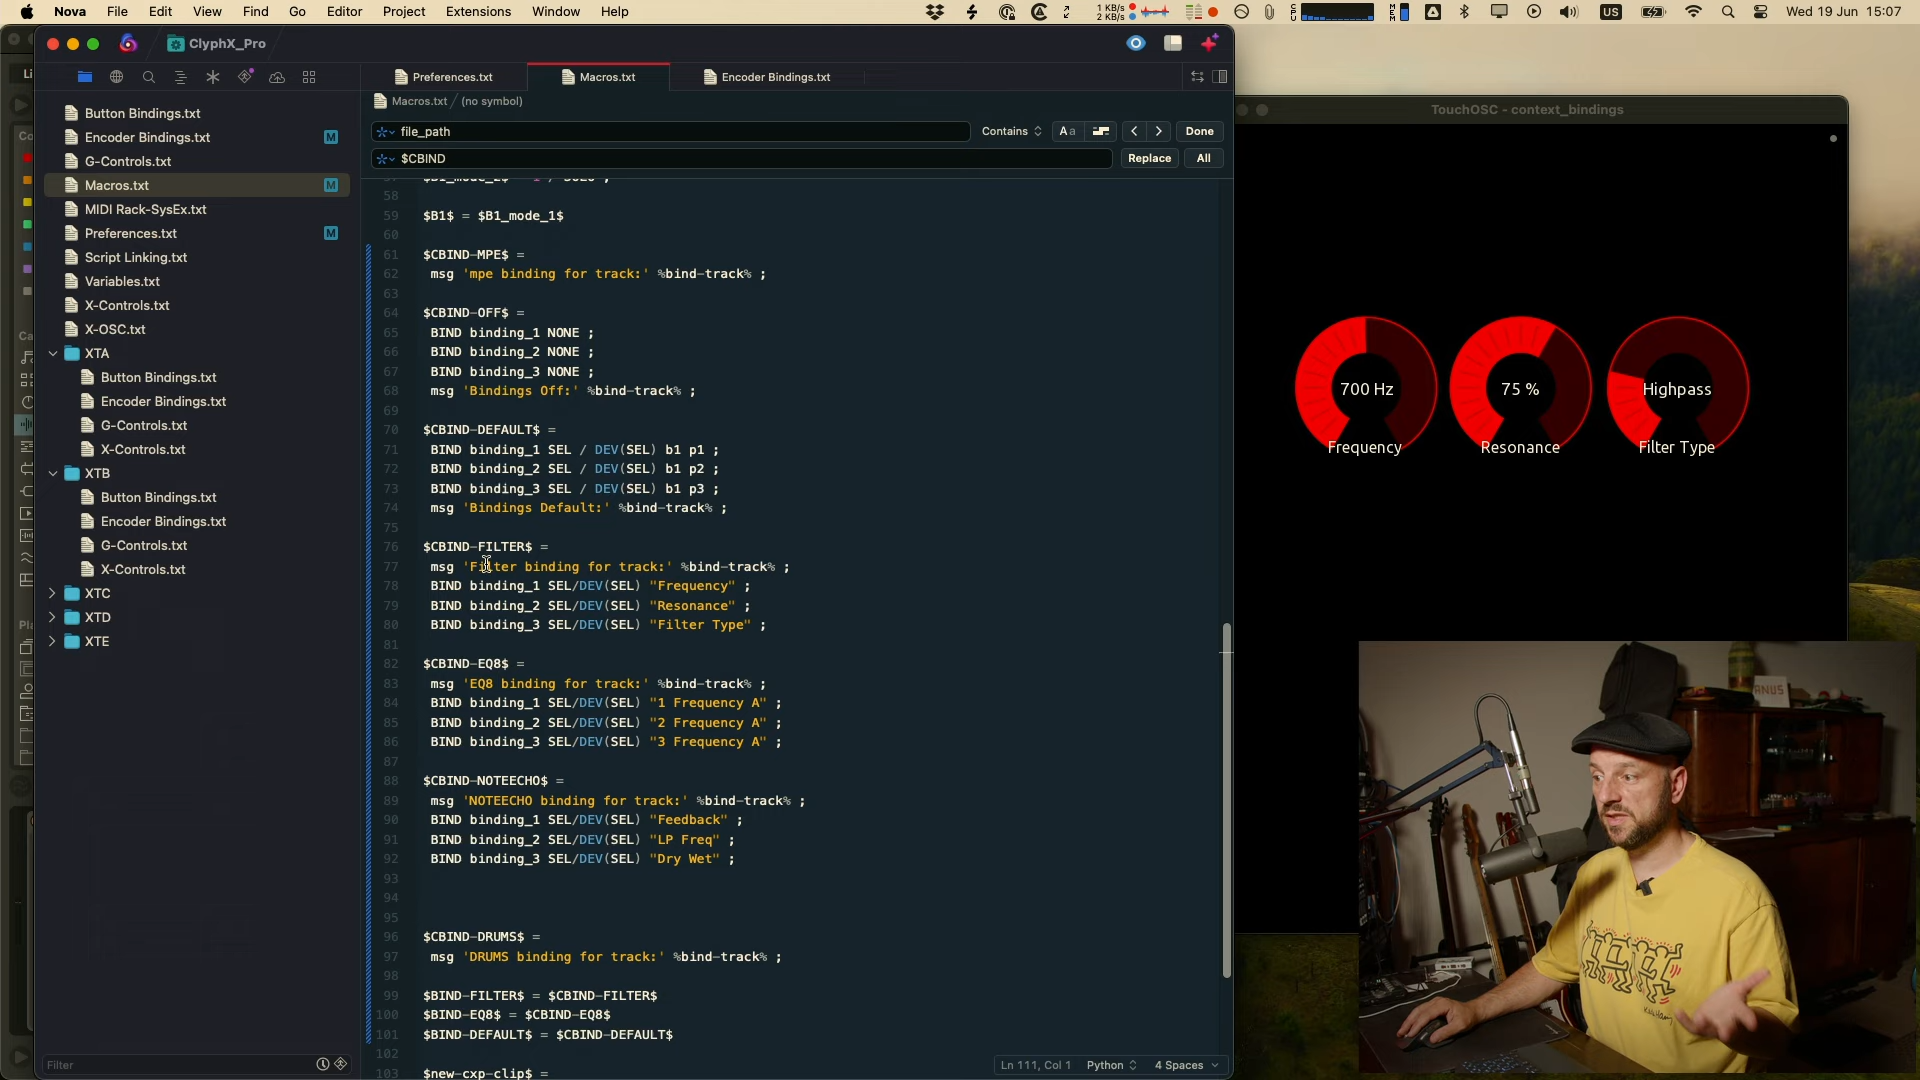 Nova File Edit View Find Go Editor Project Extensions Window Help
1 KB/s
2 KB/s
US
Wed 19 Jun 15:07
ClyphX_Pro
Preferences.txt
Macros.txt
Encoder Bindings.txt
Macros.txt / (no symbol)
file_path
Contains
Aa
Done
$CBIND
Replace
All
Button Bindings.txt
Encoder Bindings.txt M
G-Controls.txt
Macros.txt M
MIDI Rack-SysEx.txt
Preferences.txt M
Script Linking.txt
Variables.txt
X-Controls.txt
X-OSC.txt
XTA
Button Bindings.txt
Encoder Bindings.txt
G-Controls.txt
X-Controls.txt
XTB
Button Bindings.txt
Encoder Bindings.txt
G-Controls.txt
X-Controls.txt
XTC
XTD
XTE
Filter
58
59 $B1$ = $B1_mode_1$
60
61 $CBIND-MPE$ =
62 msg 'mpe binding for track:' %bind-track% ;
63
64 $CBIND-OFF$ =
65 BIND binding_1 NONE ;
66 BIND binding_2 NONE ;
67 BIND binding_3 NONE ;
68 msg 'Bindings Off:' %bind-track% ;
69
70 $CBIND-DEFAULT$ =
71 BIND binding_1 SEL / DEV(SEL) b1 p1 ;
72 BIND binding_2 SEL / DEV(SEL) b1 p2 ;
73 BIND binding_3 SEL / DEV(SEL) b1 p3 ;
74 msg 'Bindings Default:' %bind-track% ;
75
76 $CBIND-FILTER$ =
77 msg 'Filter binding for track:' %bind-track% ;
78 BIND binding_1 SEL/DEV(SEL) "Frequency" ;
79 BIND binding_2 SEL/DEV(SEL) "Resonance" ;
80 BIND binding_3 SEL/DEV(SEL) "Filter Type" ;
81
82 $CBIND-EQ8$ =
83 msg 'EQ8 binding for track:' %bind-track% ;
84 BIND binding_1 SEL/DEV(SEL) "1 Frequency A" ;
85 BIND binding_2 SEL/DEV(SEL) "2 Frequency A" ;
86 BIND binding_3 SEL/DEV(SEL) "3 Frequency A" ;
87
88 $CBIND-NOTEECHO$ =
89 msg 'NOTEECHO binding for track:' %bind-track% ;
90 BIND binding_1 SEL/DEV(SEL) "Feedback" ;
91 BIND binding_2 SEL/DEV(SEL) "LP Freq" ;
92 BIND binding_3 SEL/DEV(SEL) "Dry Wet" ;
93
94
95
96 $CBIND-DRUMS$ =
97 msg 'DRUMS binding for track:' %bind-track% ;
98
99 $BIND-FILTER$ = $CBIND-FILTER$
100 $BIND-EQ8$ = $CBIND-EQ8$
101 $BIND-DEFAULT$ = $CBIND-DEFAULT$
102
103 $new-cxp-clip$ =
Ln 111, Col 1 Python 4 Spaces
TouchOSC - context_bindings
700 Hz
Frequency
75 %
Resonance
Highpass
Filter Type